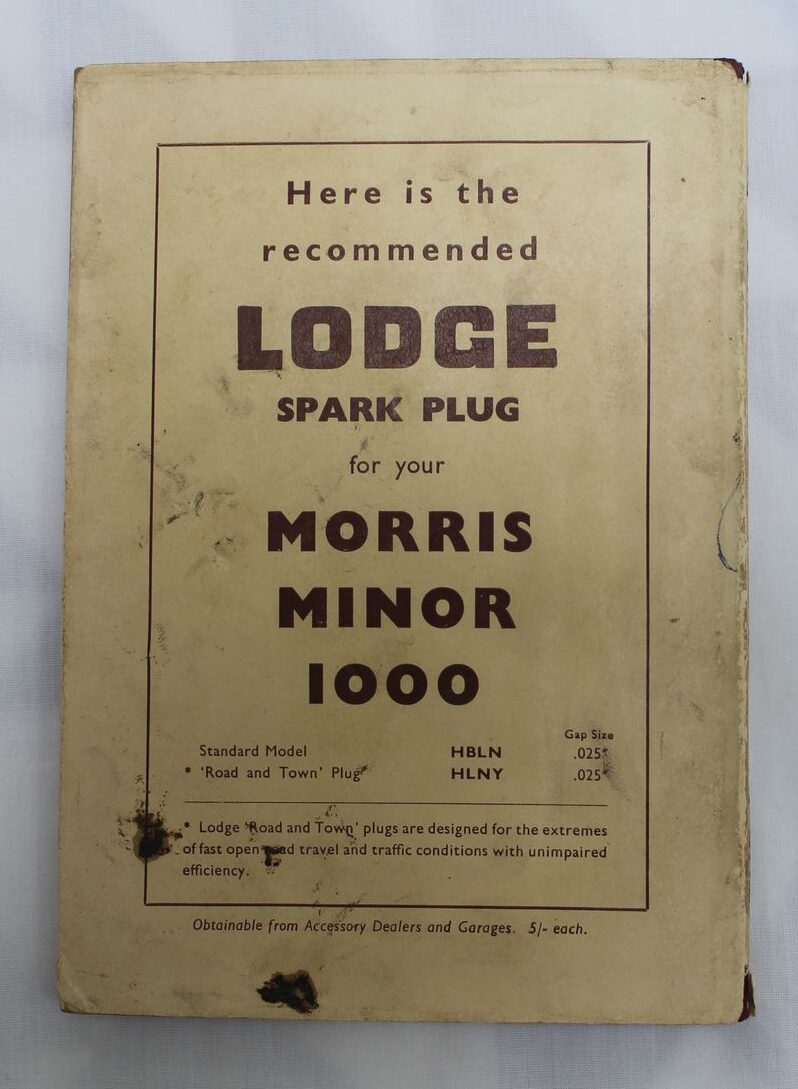 Here is the
recommended
LODGE
SPARK PLUG
for your
MORRIS
MINOR
1000
Gap Size
Standard Model HBLN .025"
* 'Road and Town' Plug HLNY .025"
* Lodge 'Road and Town' plugs are designed for the extremes
of fast open road travel and traffic conditions with unimpaired
efficiency.
Obtainable from Accessory Dealers and Garages. 5/- each.